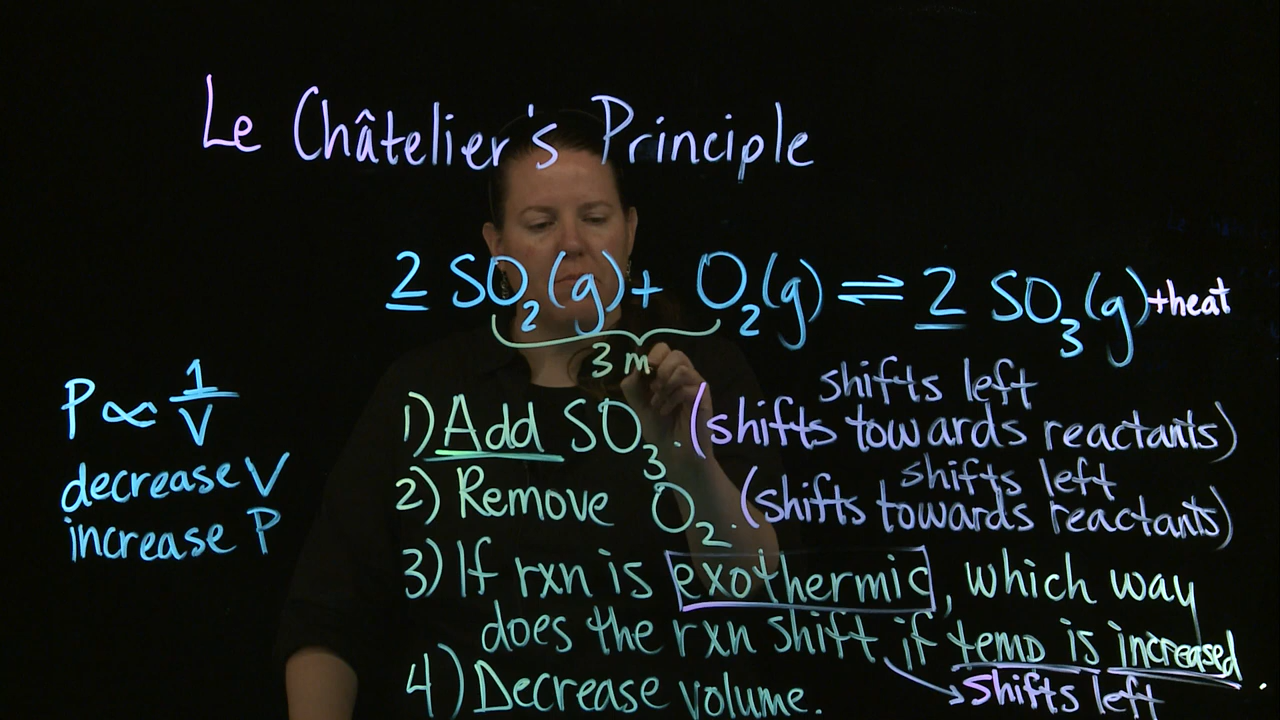 Le Châtelier's Principle
2 SO₂(g) + O₂(g) ⇌ 2 SO₃(g) + heat
3 m
P ∝ 1/V
decrease V
increase P
shifts left
1) Add SO₃. (shifts towards reactants)
shifts left
2) Remove O₂. (shifts towards reactants)
3) If rxn is exothermic, which way
does the rxn shift if temp is increased.
shifts left
4) Decrease volume.